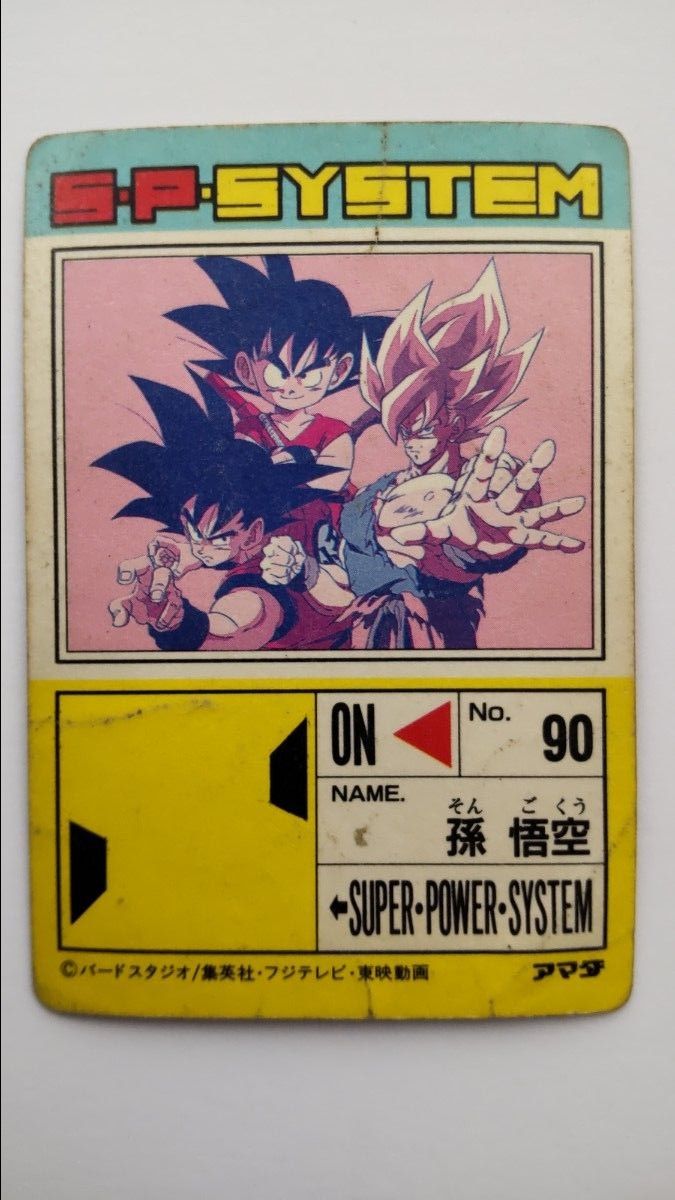 S・P・SYSTEM
ON
No. 90
NAME.
そん ご くう
孫 悟空
←SUPER・POWER・SYSTEM
©バードスタジオ/集英社・フジテレビ・東映動画
アマダ